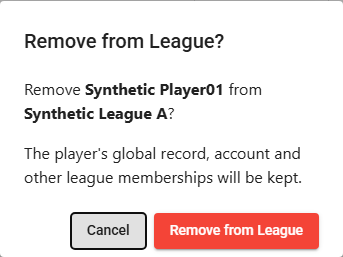 Remove from League?
Remove Synthetic Player01 from
Synthetic League A?
The player's global record, account and
other league memberships will be kept.
Cancel
Remove from League